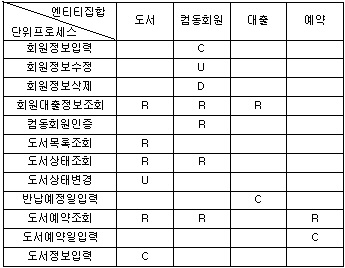 엔티티집합 도서 컴동회원 대출 예약
단위프로세스
회원정보입력 C
회원정보수정 U
회원정보삭제 D
회원대출정보조회 R R R
컴동회원인증 R
도서목록조회 R
도서상태조회 R R
도서상태변경 U
반납예정일입력 C
도서예약조회 R R R
도서예약일입력 C
도서정보입력 C